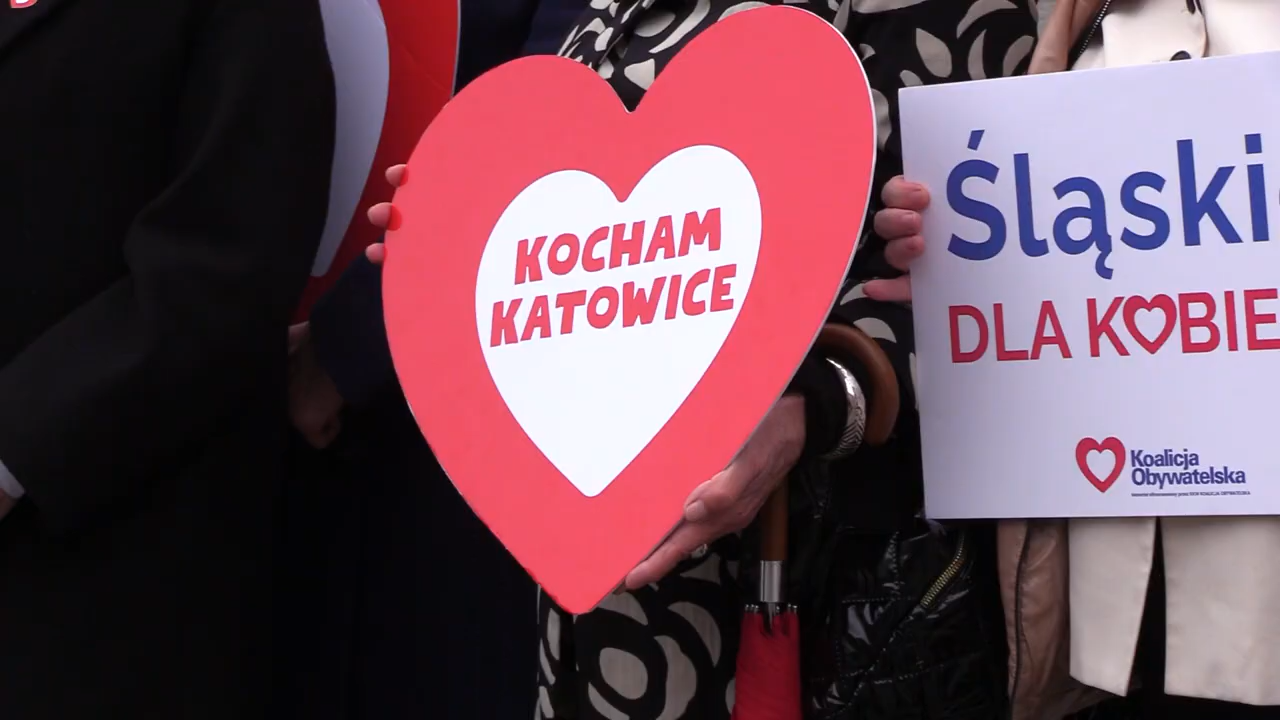 KOCHAM
KATOWICE
Śląski
DLA KOBIE
Koalicja
Obywatelska